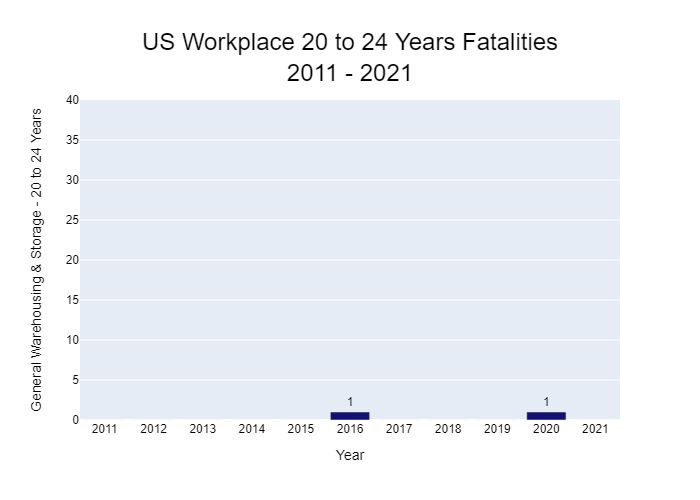 US Workplace 20 to 24 Years Fatalities
2011 - 2021
General Warehousing & Storage - 20 to 24 Years
40
35
30
25
20
15
10
5
0
1
1
2011 2012 2013 2014 2015 2016 2017 2018 2019 2020 2021
Year